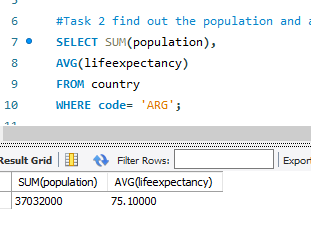 6 #Task 2 find out the population and a
7 SELECT SUM(population),
8 AVG(lifeexpectancy)
9 FROM country
10 WHERE code= 'ARG';
Result Grid Filter Rows: Export
SUM(population) AVG(lifeexpectancy)
37032000 75.10000